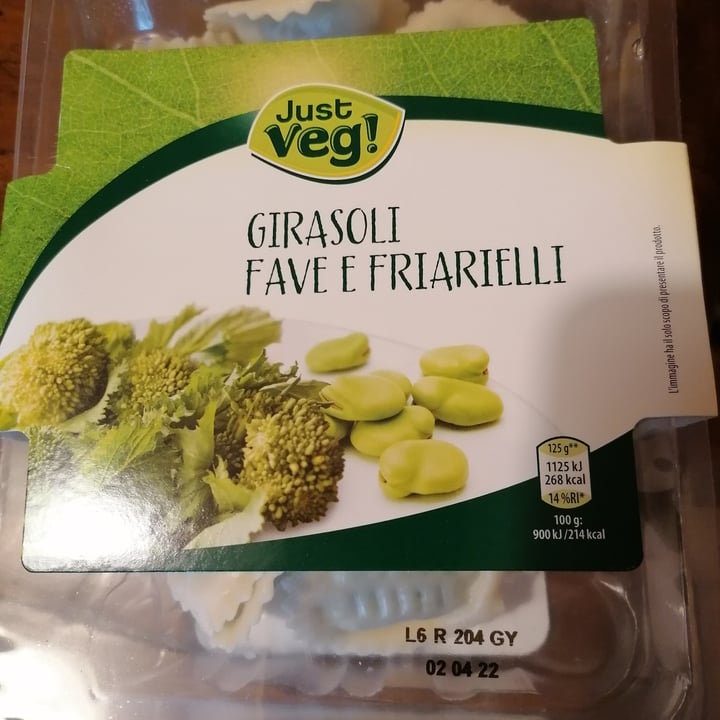 Just
veg!
GIRASOLI
FAVE E FRIARIELLI
L'immagine ha il solo scopo di presentare il prodotto.
125 g**
1125 kJ
268 kcal
14 %RI*
100 g:
900 kJ /214 kcal
L6 R 204 GY
02 04 22